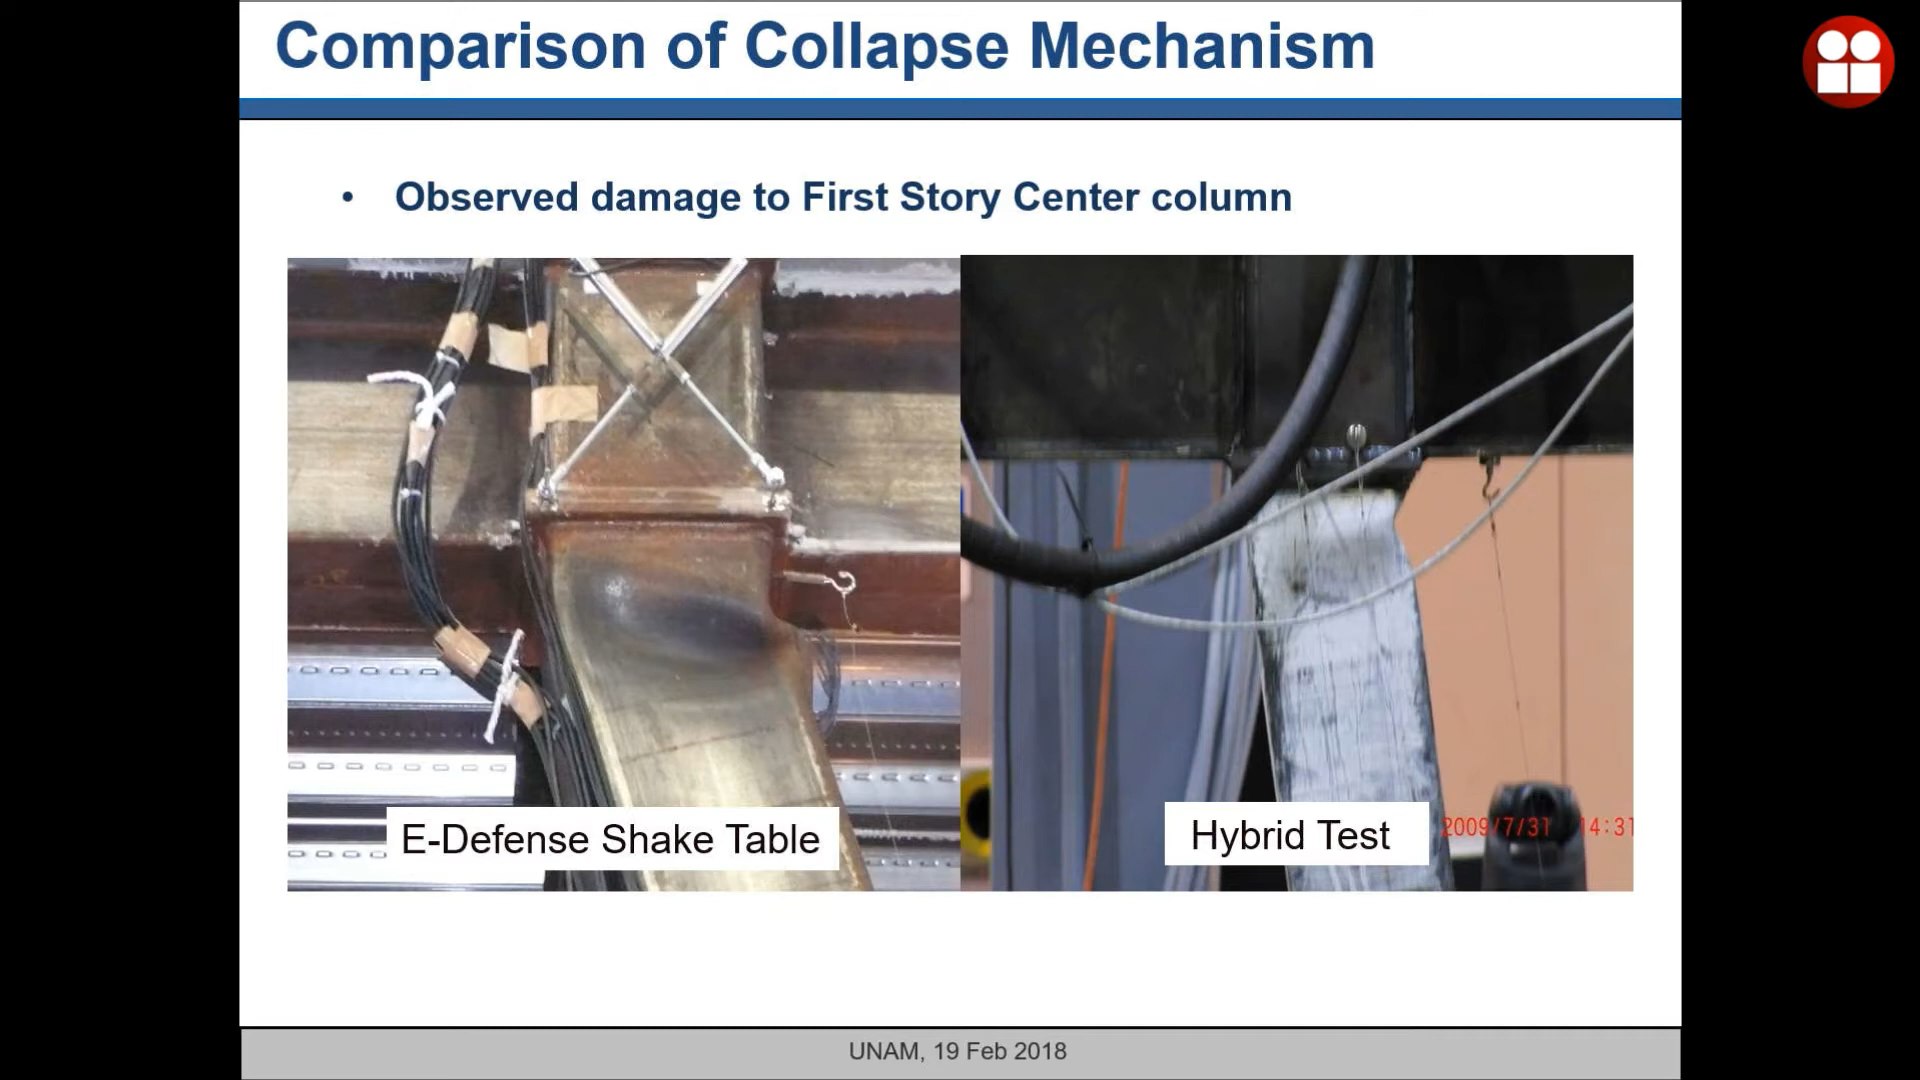 Comparison of Collapse Mechanism
• Observed damage to First Story Center column
E-Defense Shake Table
Hybrid Test
2009/7/31 14:31
UNAM, 19 Feb 2018